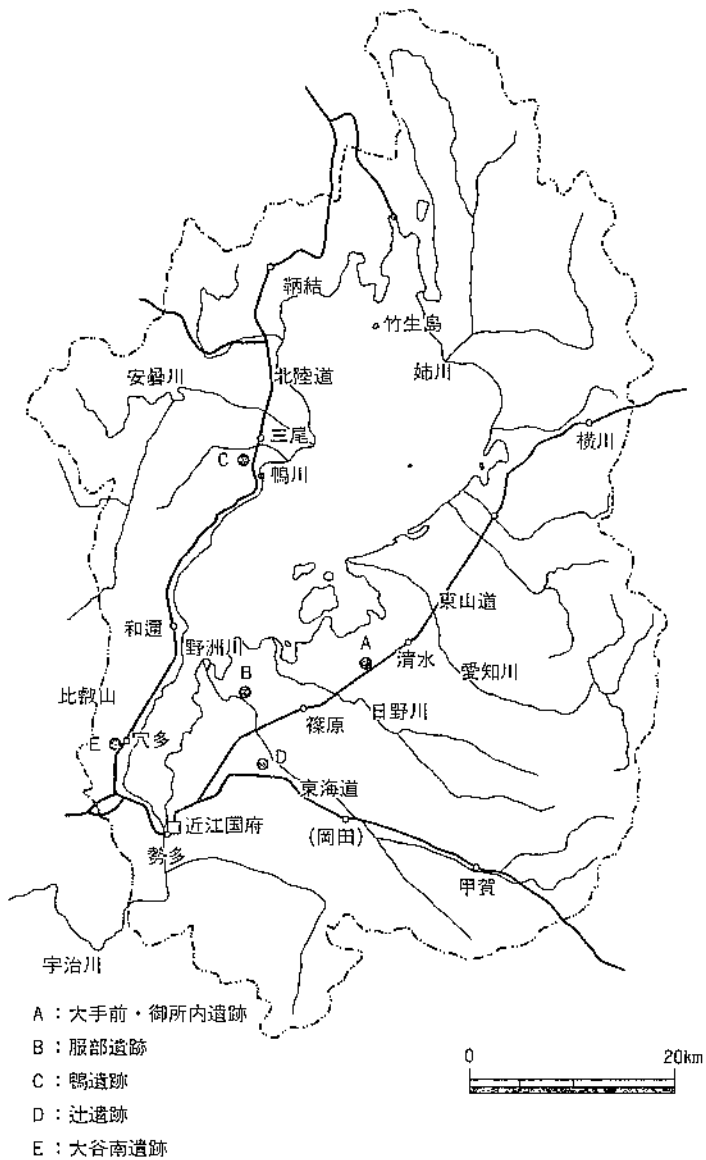 鞆結
竹生島
北陸道
姉川
安曇川
三尾
横川
C
鴨川
東山道
和邇
野洲川
A
清水
愛知川
B
比叡山
篠原
日野川
E
穴多
D
東海道
近江国府
(岡田)
勢多
甲賀
宇治川
A：大手前・御所内遺跡
B：服部遺跡
C：鴨遺跡
D：辻遺跡
E：大谷南遺跡
0 20km